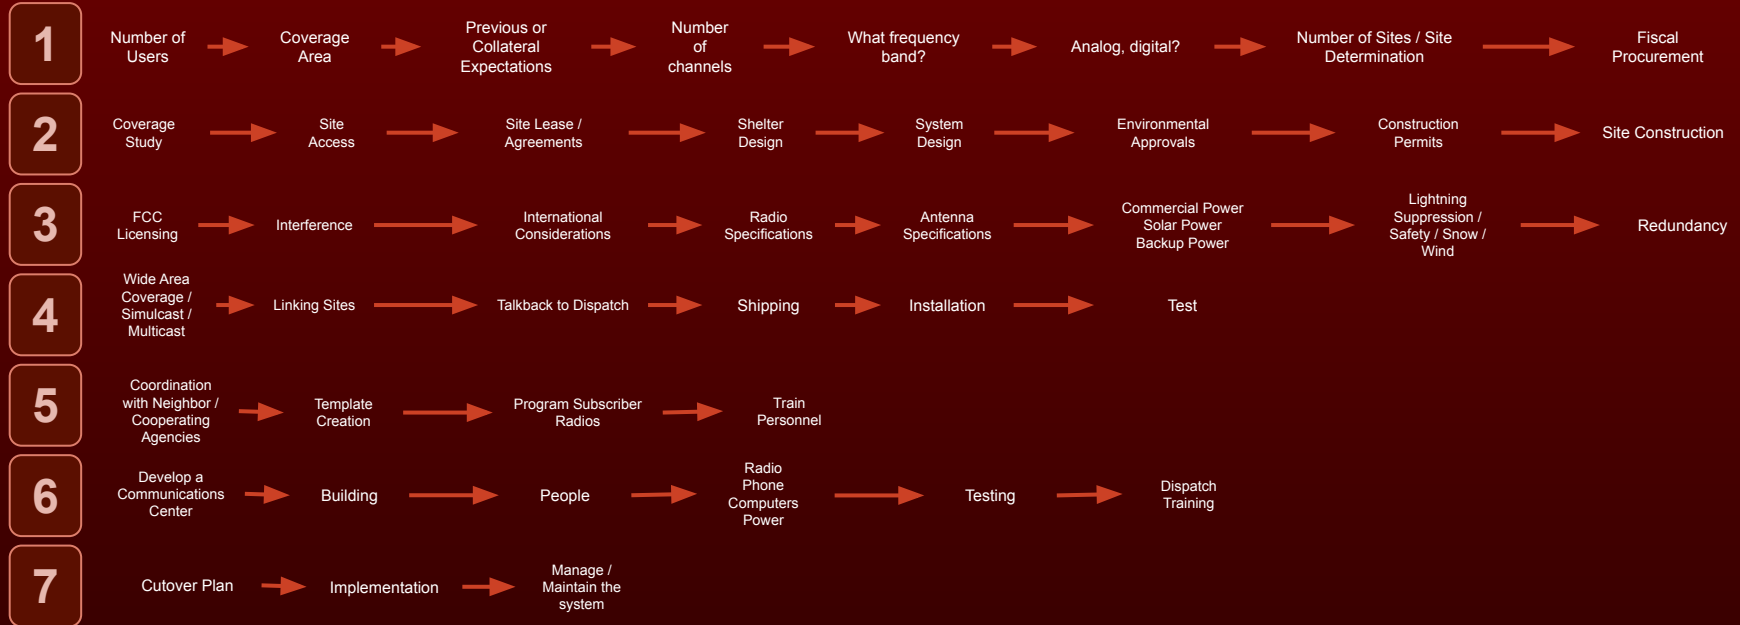 1
Number of
Users
Coverage
Area
Previous or
Collateral
Expectations
Number
of
channels
What frequency
band?
Analog, digital?
Number of Sites / Site
Determination
Fiscal
Procurement
2
Coverage
Study
Site
Access
Site Lease /
Agreements
Shelter
Design
System
Design
Environmental
Approvals
Construction
Permits
Site Construction
3
FCC
Licensing
Interference
International
Considerations
Radio
Specifications
Antenna
Specifications
Commercial Power
Solar Power
Backup Power
Lightning
Suppression /
Safety / Snow /
Wind
Redundancy
4
Wide Area
Coverage /
Simulcast /
Multicast
Linking Sites
Talkback to Dispatch
Shipping
Installation
Test
5
Coordination
with Neighbor /
Cooperating
Agencies
Template
Creation
Program Subscriber
Radios
Train
Personnel
6
Develop a
Communications
Center
Building
People
Radio
Phone
Computers
Power
Testing
Dispatch
Training
7
Cutover Plan
Implementation
Manage /
Maintain the
system